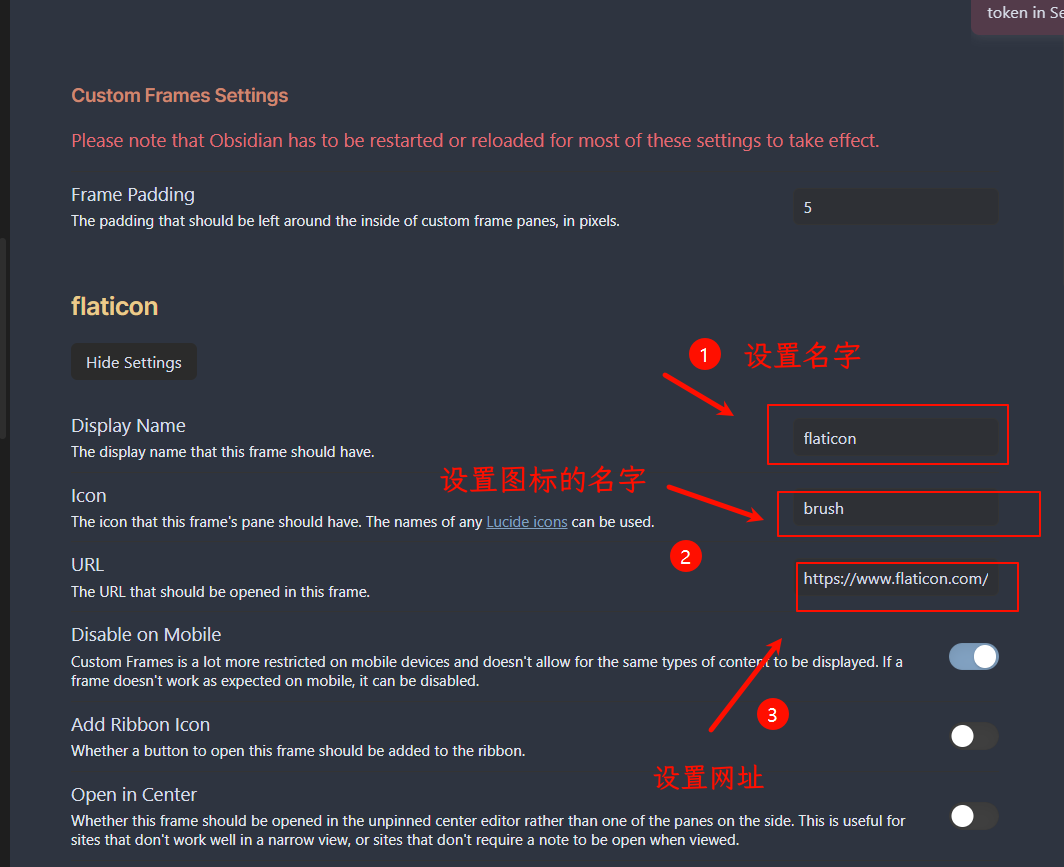 token in Se
Custom Frames Settings
Please note that Obsidian has to be restarted or reloaded for most of these settings to take effect.
Frame Padding
The padding that should be left around the inside of custom frame panes, in pixels.
5
flaticon
Hide Settings
1 设置名字
Display Name
The display name that this frame should have.
flaticon
设置图标的名字
Icon
The icon that this frame's pane should have. The names of any Lucide icons can be used.
brush
2
URL
The URL that should be opened in this frame.
https://www.flaticon.com/
Disable on Mobile
Custom Frames is a lot more restricted on mobile devices and doesn't allow for the same types of content to be displayed. If a
frame doesn't work as expected on mobile, it can be disabled.
3
Add Ribbon Icon
Whether a button to open this frame should be added to the ribbon.
设置网址
Open in Center
Whether this frame should be opened in the unpinned center editor rather than one of the panes on the side. This is useful for
sites that don't work well in a narrow view, or sites that don't require a note to be open when viewed.